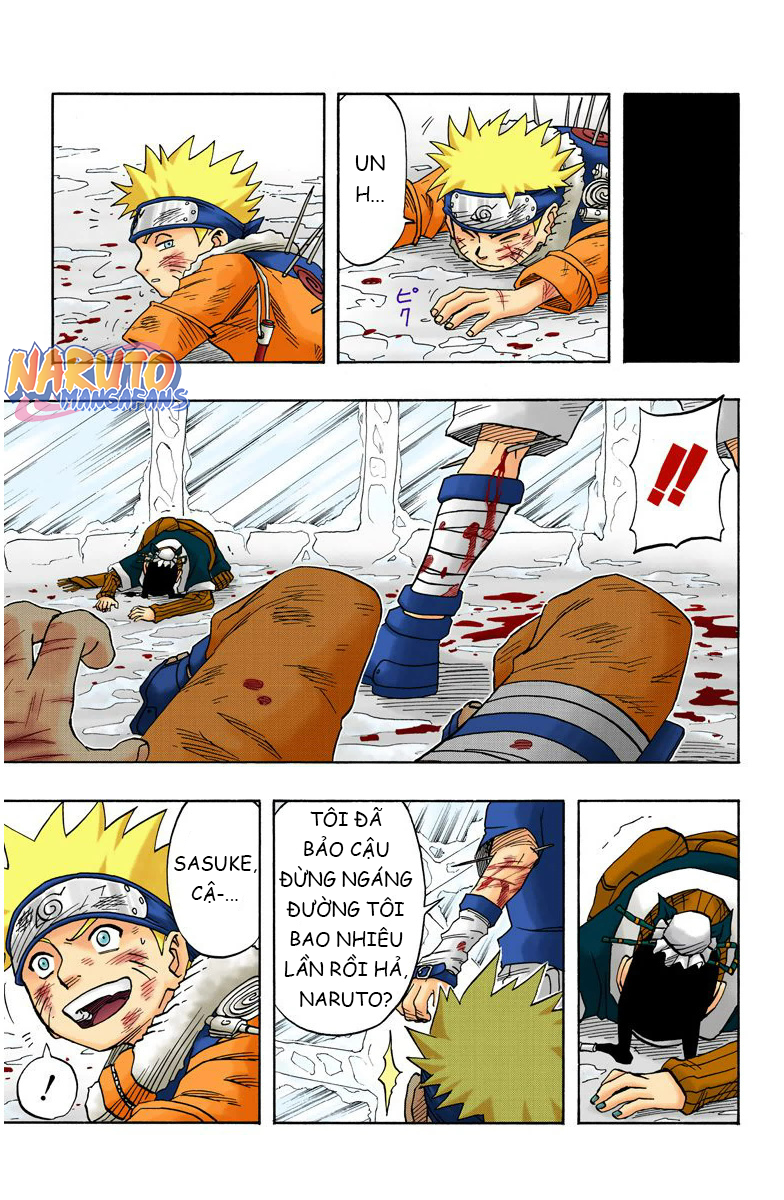 UN
H...
ピ
ク
NARUTO
MANGAFANS
!!
TÔI ĐÃ
BẢO CẬU
ĐỪNG NGÁNG
ĐƯỜNG TÔI
BAO NHIÊU
LẦN RỒI HẢ,
NARUTO?
SASUKE,
CẬ-...
!